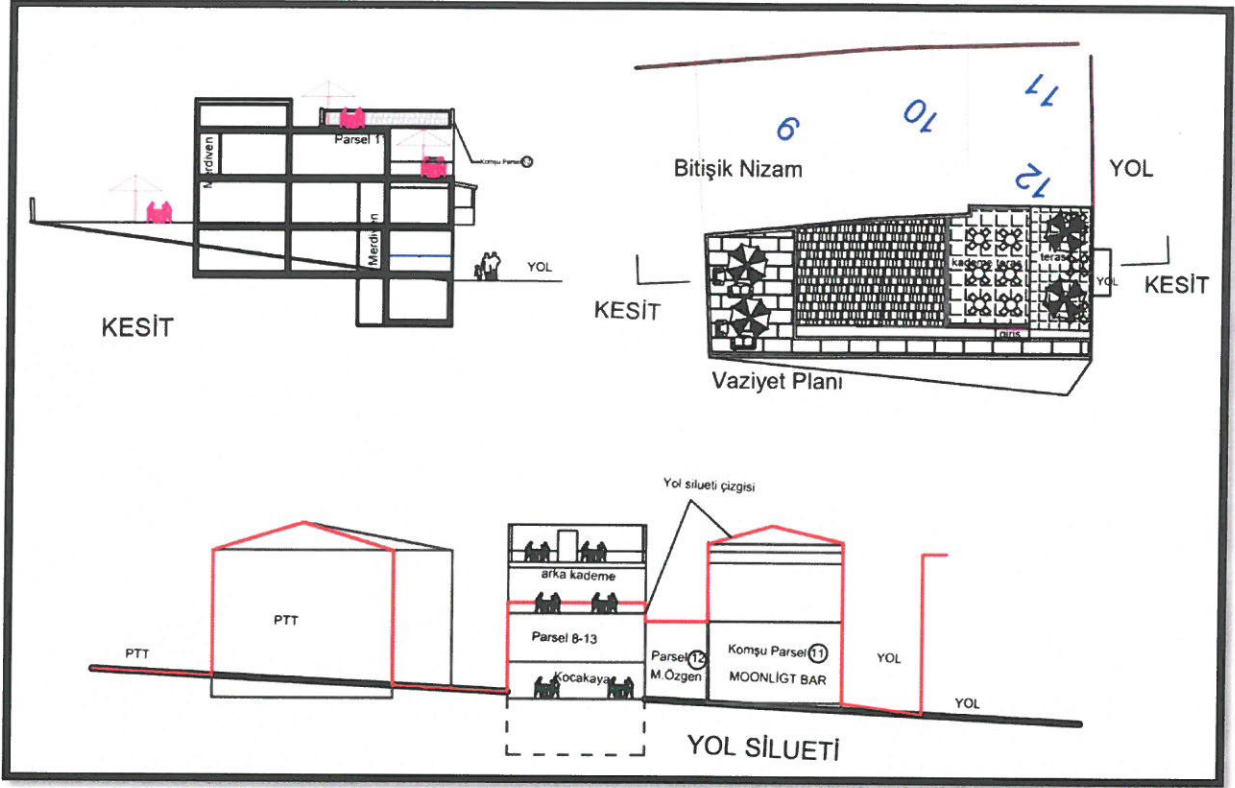 Merdiven
Parsel 1
Komşu Parsel
Merdiven
YOL
KESİT
9
10
11
12
Bitişik Nizam
YOL
kademe teras
teras
YOL
giriş
KESİT
KESİT
Vaziyet Planı
Yol silueti çizgisi
PTT
PTT
arka kademe
Parsel 8-13
Kocakaya
Parsel 12
M.Özgen
Komşu Parsel 11
MOONLİGT BAR
YOL
YOL
YOL SİLUETİ